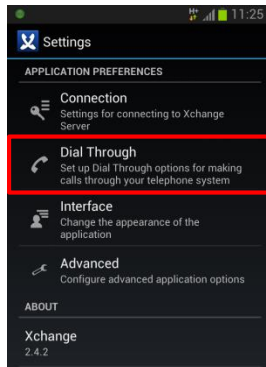 H+ 11:25
Settings
APPLICATION PREFERENCES
Connection
Settings for connecting to Xchange
Server
Dial Through
Set up Dial Through options for making
calls through your telephone system
Interface
Change the appearance of the
application
Advanced
Configure advanced application options
ABOUT
Xchange
2.4.2